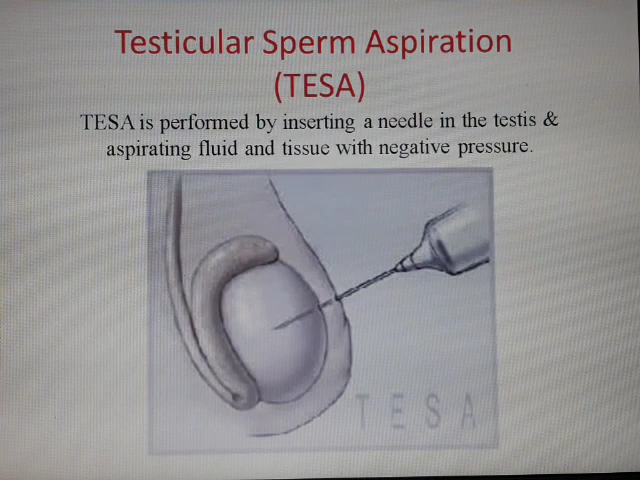 Testicular Sperm Aspiration
(TESA)
TESA is performed by inserting a needle in the testis &
aspirating fluid and tissue with negative pressure.
TESA